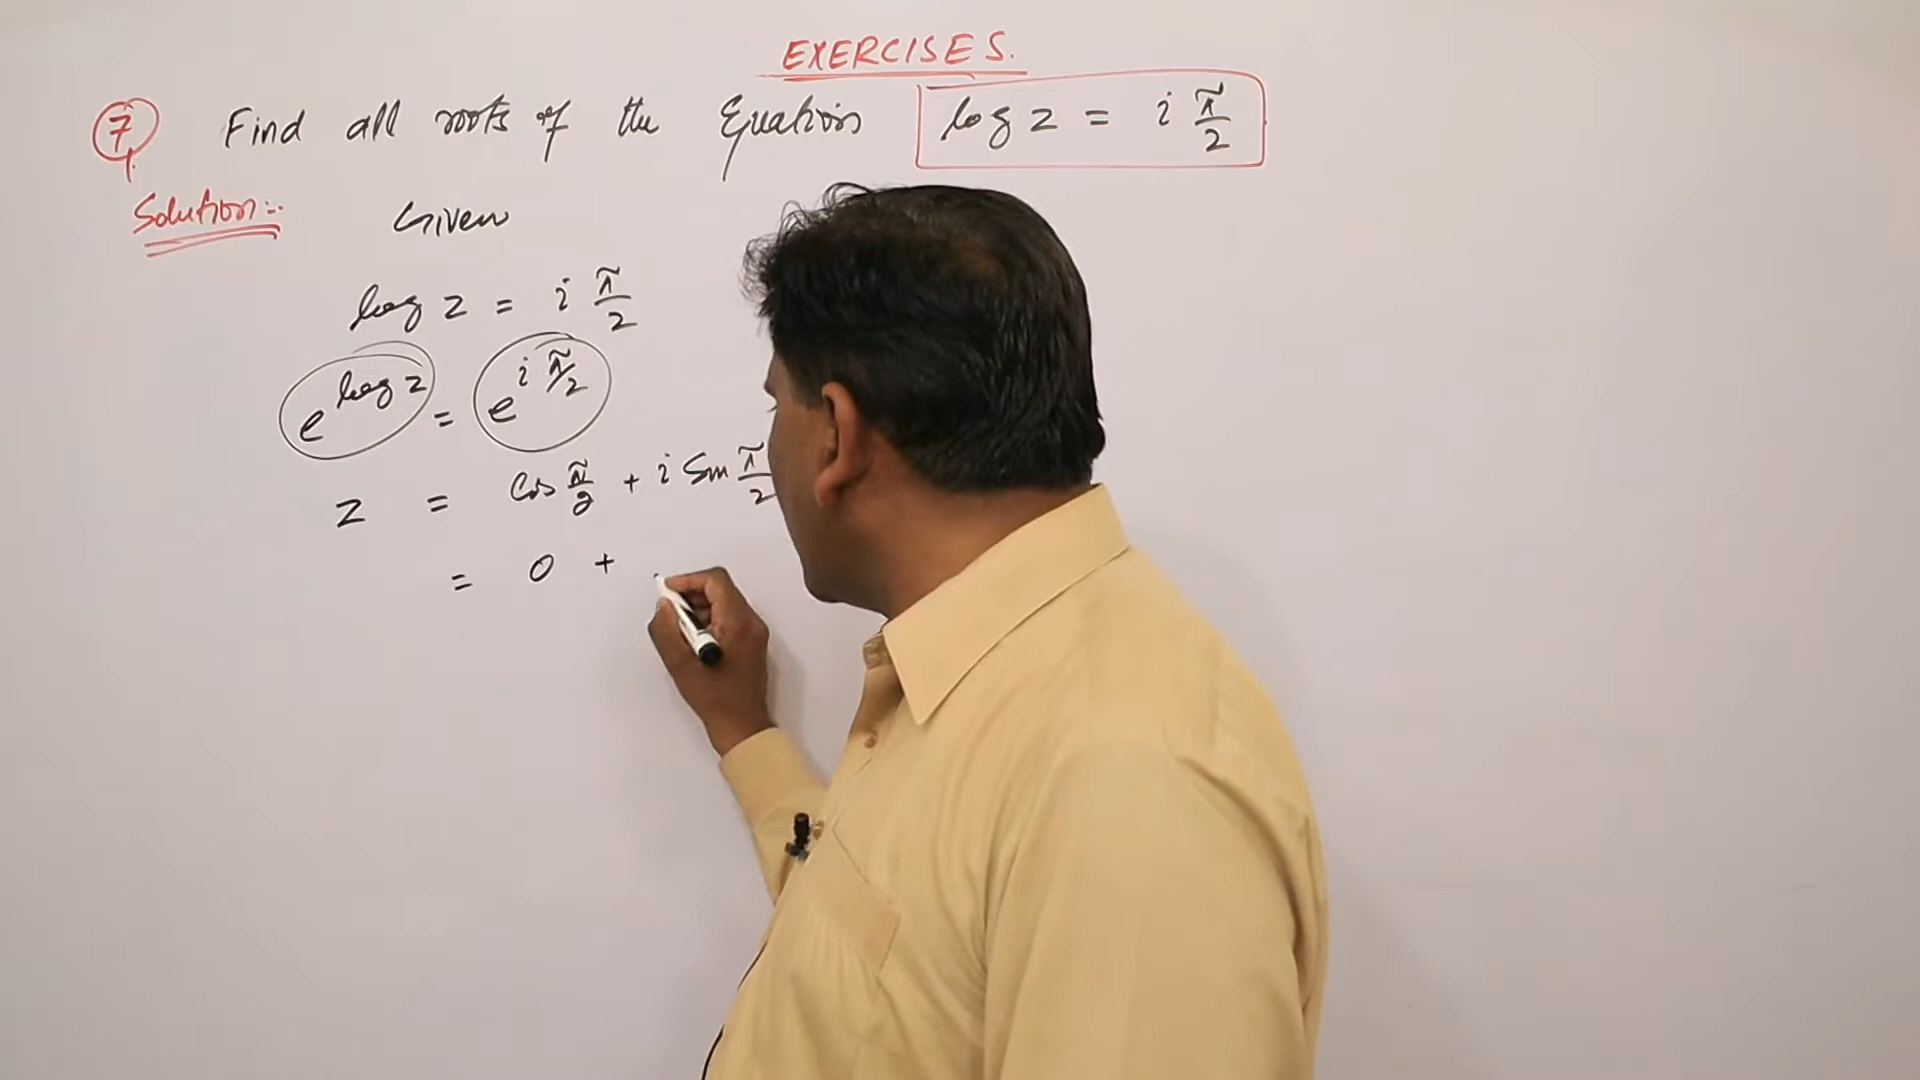 EXERCISES.
7 Find all roots of the Equation log z = i π/2
Solution:- Given
log z = i π/2
e^{log z} = e^{i π/2}
z = Cos π/2 + i Sin π/2
= 0 +